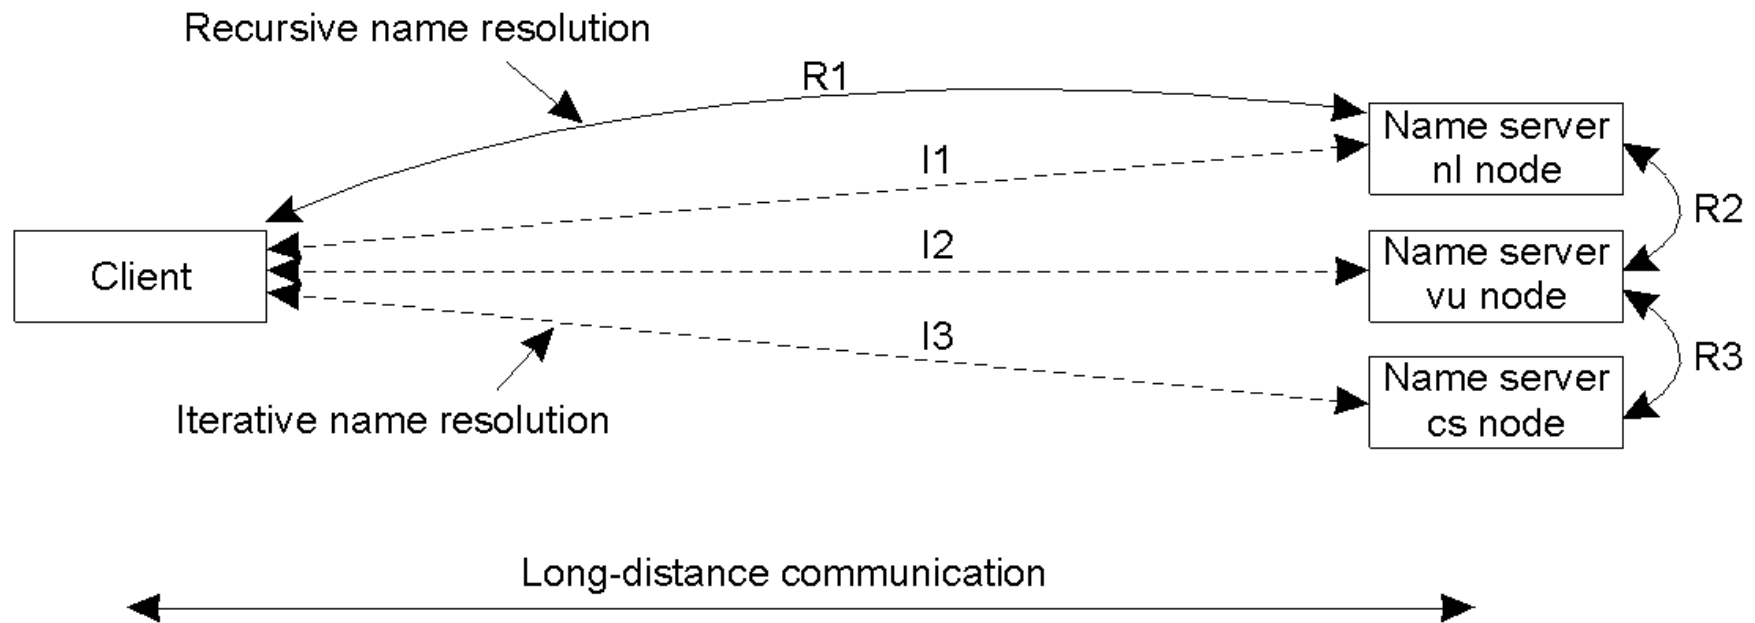 Recursive name resolution
R1
Name server
nl node
I1
R2
I2
Client
Name server
vu node
I3
R3
Name server
cs node
Iterative name resolution
Long-distance communication